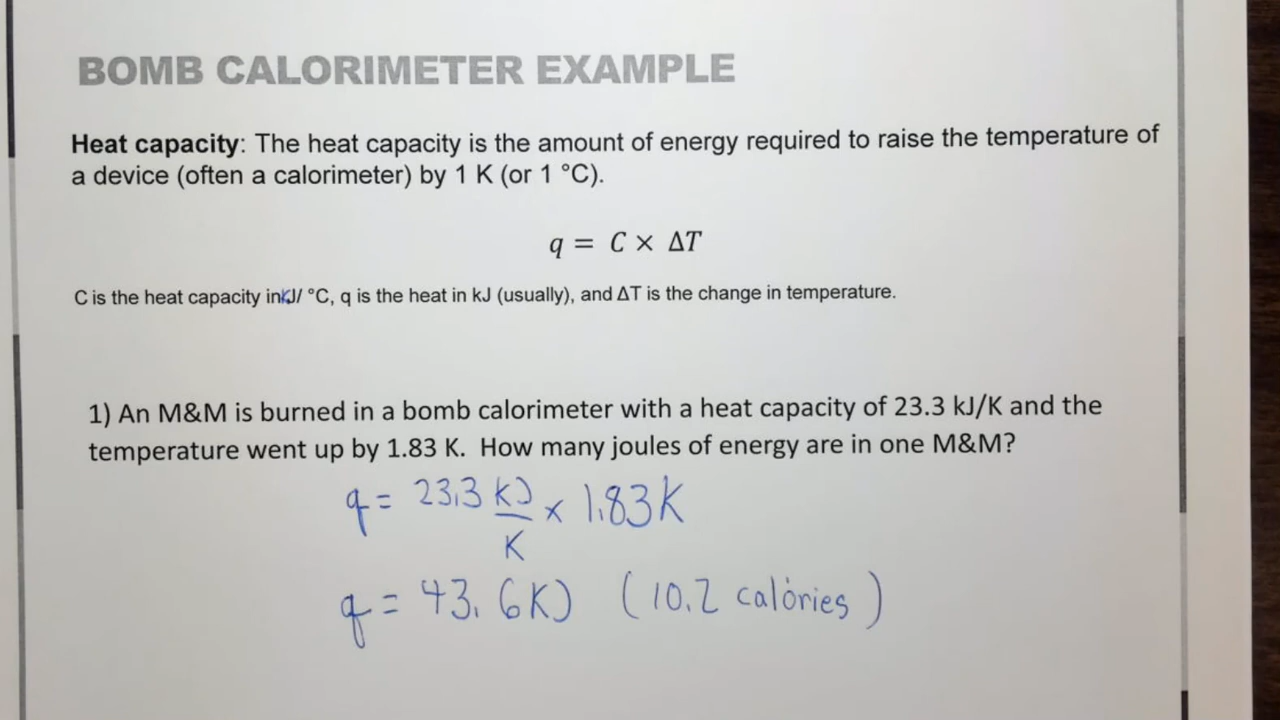 BOMB CALORIMETER EXAMPLE
Heat capacity: The heat capacity is the amount of energy required to raise the temperature of
a device (often a calorimeter) by 1 K (or 1 °C).
q = C × ΔT
C is the heat capacity in kJ/ °C, q is the heat in kJ (usually), and ΔT is the change in temperature.
1) An M&M is burned in a bomb calorimeter with a heat capacity of 23.3 kJ/K and the
temperature went up by 1.83 K. How many joules of energy are in one M&M?
q = 23.3 kJ/K × 1.83K
q = 43.6KJ (10.2 calories)